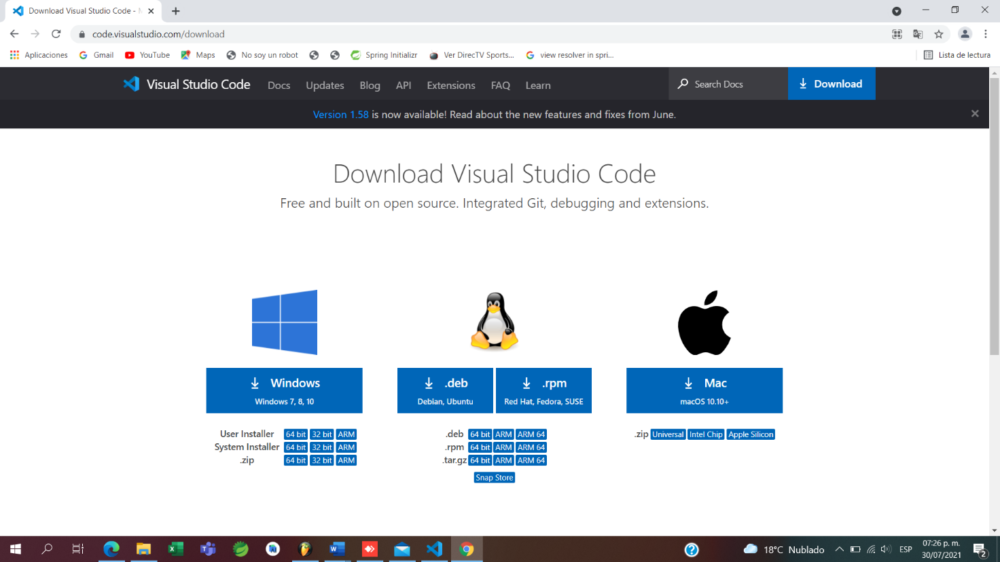 Download Visual Studio Code -
code.visualstudio.com/download
Aplicaciones Gmail YouTube Maps No soy un robot Spring Initializr Ver DirecTV Sports... view resolver in spri... Lista de lectura
Visual Studio Code Docs Updates Blog API Extensions FAQ Learn Search Docs Download
Version 1.58 is now available! Read about the new features and fixes from June.
Download Visual Studio Code
Free and built on open source. Integrated Git, debugging and extensions.
Windows
Windows 7, 8, 10
User Installer 64 bit 32 bit ARM
System Installer 64 bit 32 bit ARM
.zip 64 bit 32 bit ARM
.deb
Debian, Ubuntu
.rpm
Red Hat, Fedora, SUSE
.deb 64 bit ARM ARM 64
.rpm 64 bit ARM ARM 64
.tar.gz 64 bit ARM ARM 64
Snap Store
Mac
macOS 10.10+
.zip Universal Intel Chip Apple Silicon
18°C Nublado ESP
07:26 p. m.
30/07/2021
2